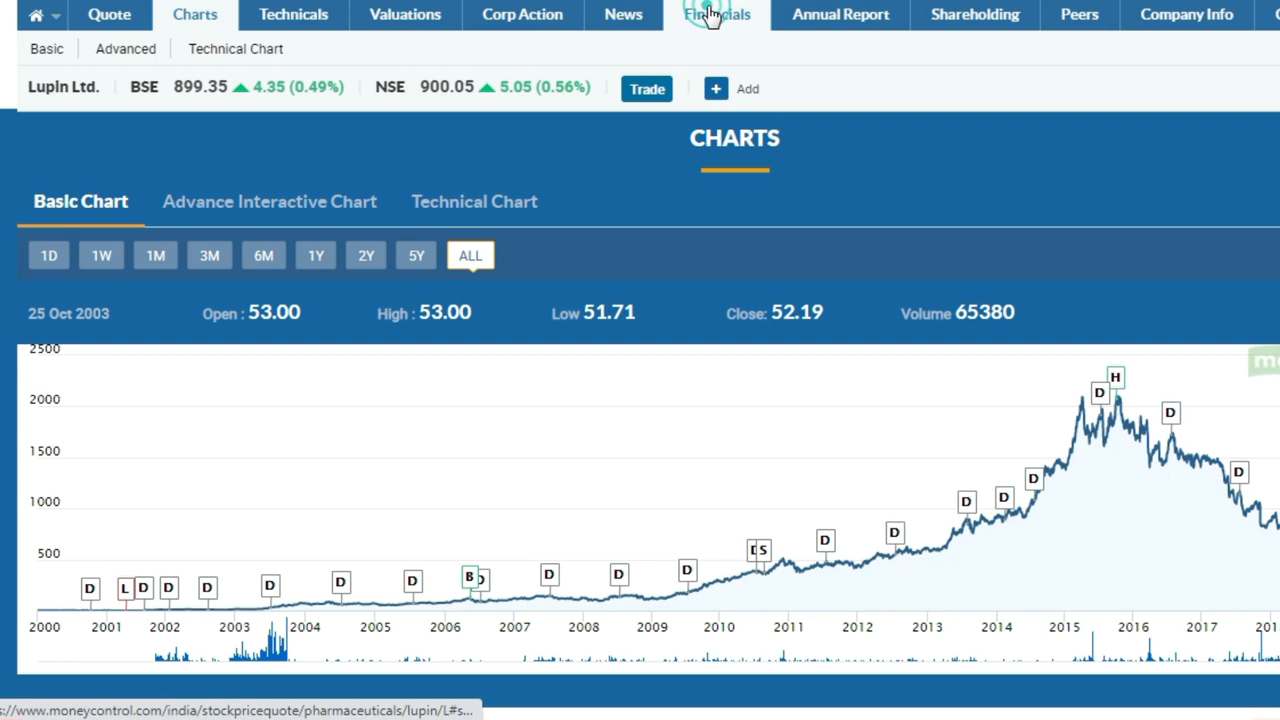 Quote Charts Technicals Valuations Corp Action News Financials Annual Report Shareholding Peers Company Info
Basic Advanced Technical Chart
Lupin Ltd. BSE 899.35 4.35 (0.49%) NSE 900.05 5.05 (0.56%) Trade + Add
CHARTS
Basic Chart Advance Interactive Chart Technical Chart
1D 1W 1M 3M 6M 1Y 2Y 5Y ALL
25 Oct 2003 Open : 53.00 High : 53.00 Low 51.71 Close: 52.19 Volume 65380
2500
2000
1500
1000
500
H
D D
D
D D D
D D D S
D D D D D D D B D D D
D L D
2000 2001 2002 2003 2004 2005 2006 2007 2008 2009 2010 2011 2012 2013 2014 2015 2016 2017
s://www.moneycontrol.com/india/stockpricequote/pharmaceuticals/lupin/L#s...